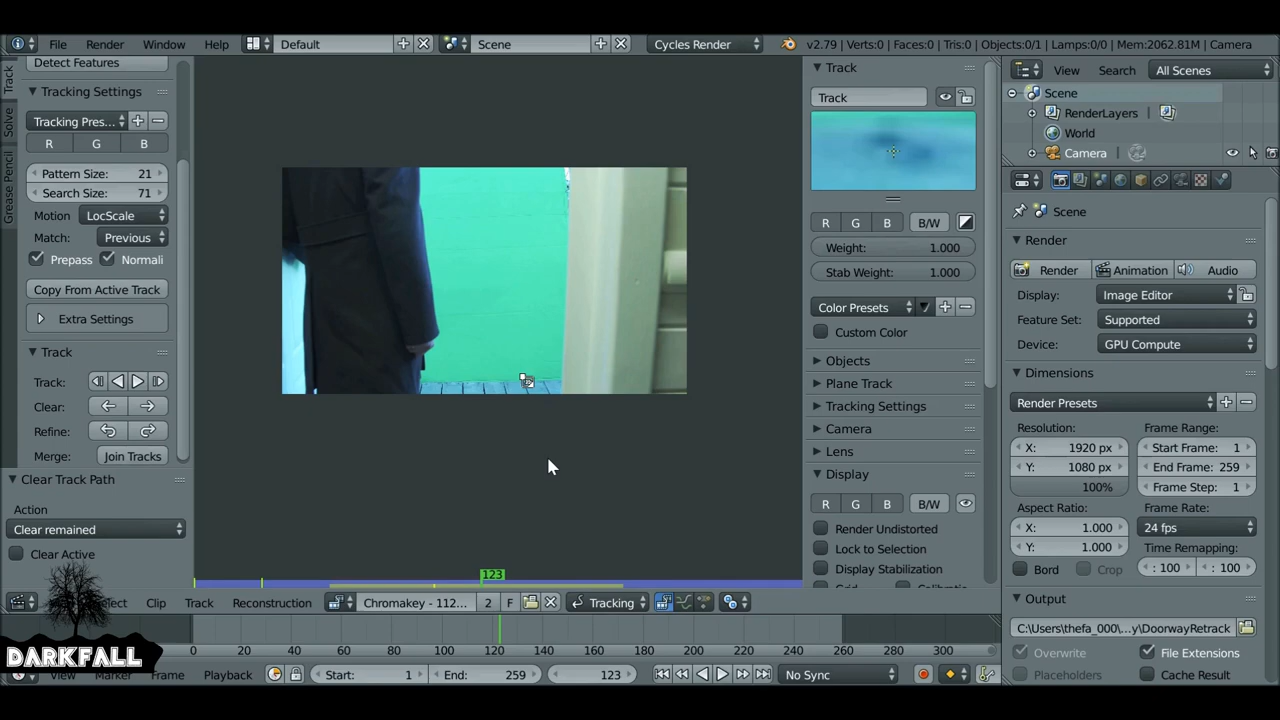 File Render Window Help Default Scene Cycles Render v2.79 | Verts:0 | Faces:0 | Tris:0 | Objects:0/1 | Lamps:0/0 | Mem:2062.81M | Camera
Track
Solve
Grease Pencil
Detect Features
Tracking Settings
Tracking Pres...
R G B
Pattern Size: 21
Search Size: 71
Motion LocScale
Match: Previous
Prepass Normali
Copy From Active Track
Extra Settings
Track
Track:
Clear:
Refine:
Merge: Join Tracks
Clear Track Path
Action
Clear remained
Clear Active
DARKFALL
Track
Track
R G B B/W
Weight: 1.000
Stab Weight: 1.000
Color Presets
Custom Color
Objects
Plane Track
Tracking Settings
Camera
Lens
Display
R G B B/W
Render Undistorted
Lock to Selection
Display Stabilization
View Search All Scenes
Scene
RenderLayers
World
Camera
Scene
Render
Render Animation Audio
Display: Image Editor
Feature Set: Supported
Device: GPU Compute
Dimensions
Render Presets
Resolution: Frame Range:
X: 1920 px Start Frame: 1
Y: 1080 px End Frame: 259
100% Frame Step: 1
Aspect Ratio: Frame Rate:
X: 1.000 24 fps
Y: 1.000 Time Remapping:
Bord Crop : 100 : 100
Output
C:\Users\thefa_000\...y\DoorwayRetrack
Overwrite File Extensions
Placeholders Cache Result
123
Clip Track Reconstruction Chromakey - 112... 2 F Tracking
0 20 40 60 80 100 120 140 160 180 200 220 240 260 280 300
View Marker Frame Playback Start: 1 End: 259 123 No Sync